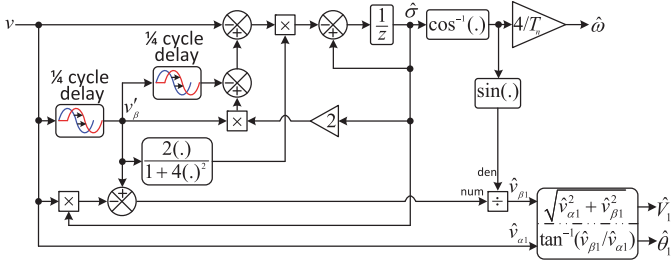 v
− + × − + 1/z σ̂ cos⁻¹(.) 4/Tₙ ω̂
¼ cycle
delay
¼ cycle
delay
sin(.)
v′β
× 2
2(.)
1+4(.)²
den
num ÷ v̂β1
×
√v̂²α1+v̂²β1 V̂₁
v̂α1 tan⁻¹(v̂β1/v̂α1) θ̂₁